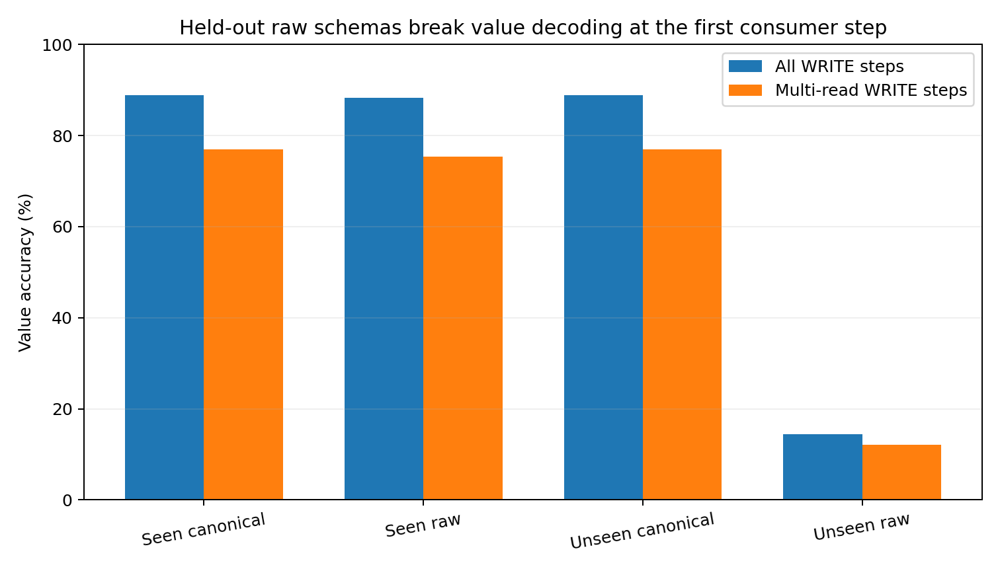 Held-out raw schemas break value decoding at the first consumer step
All WRITE steps
Multi-read WRITE steps
Value accuracy (%)
100
80
60
40
20
0
Seen canonical
Seen raw
Unseen canonical
Unseen raw